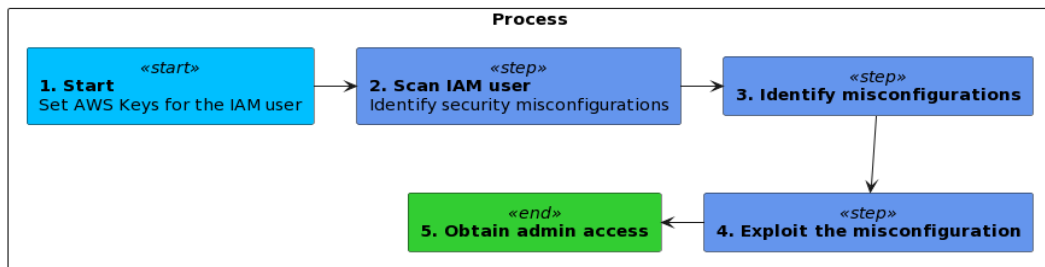 Process
«start»
1. Start
Set AWS Keys for the IAM user
«step»
2. Scan IAM user
Identify security misconfigurations
«step»
3. Identify misconfigurations
«step»
4. Exploit the misconfiguration
«end»
5. Obtain admin access